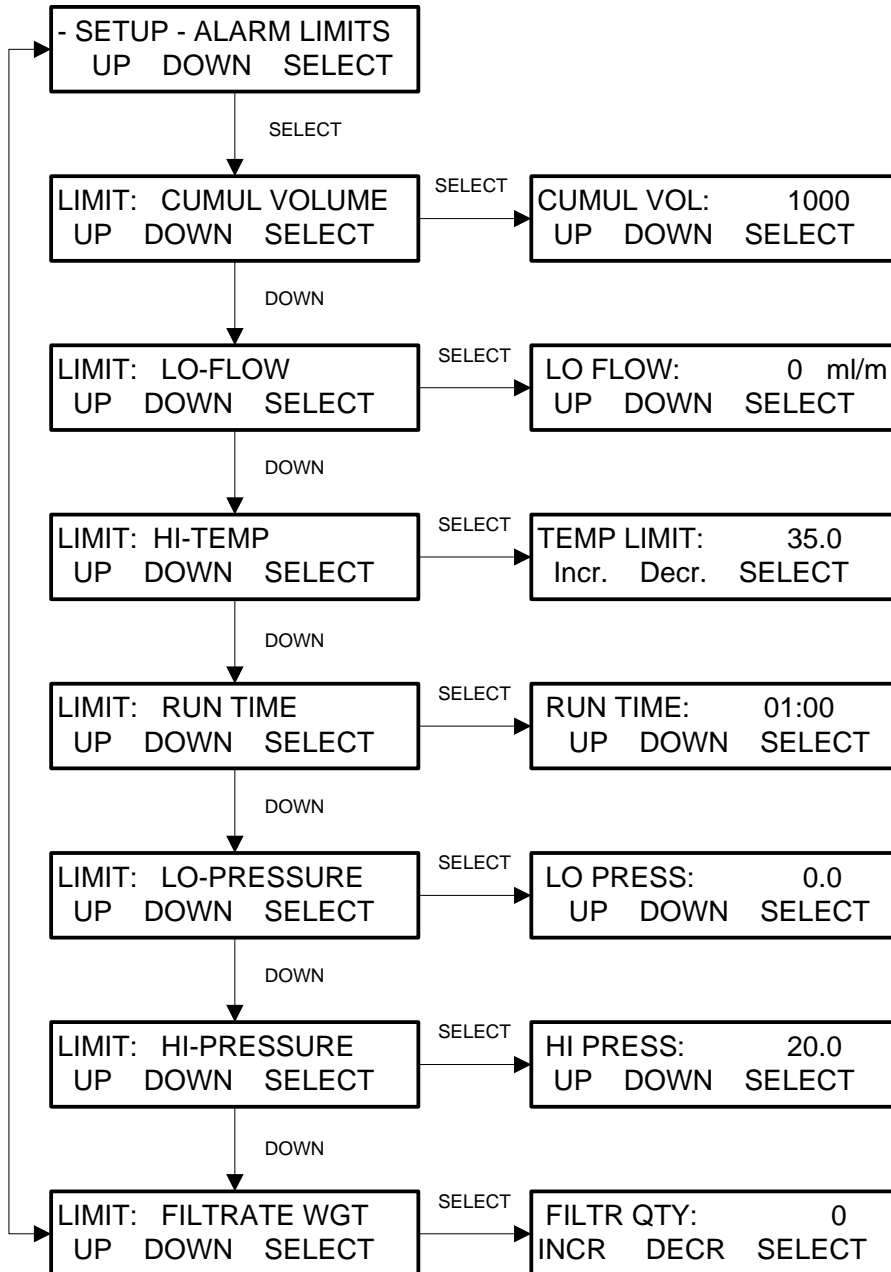 - SETUP - ALARM LIMITS
UP DOWN SELECT
SELECT
LIMIT: CUMUL VOLUME
UP DOWN SELECT
SELECT
CUMUL VOL: 1000
UP DOWN SELECT
DOWN
LIMIT: LO-FLOW
UP DOWN SELECT
SELECT
LO FLOW: 0 ml/m
UP DOWN SELECT
DOWN
LIMIT: HI-TEMP
UP DOWN SELECT
SELECT
TEMP LIMIT: 35.0
Incr. Decr. SELECT
DOWN
LIMIT: RUN TIME
UP DOWN SELECT
SELECT
RUN TIME: 01:00
UP DOWN SELECT
DOWN
LIMIT: LO-PRESSURE
UP DOWN SELECT
SELECT
LO PRESS: 0.0
UP DOWN SELECT
DOWN
LIMIT: HI-PRESSURE
UP DOWN SELECT
SELECT
HI PRESS: 20.0
UP DOWN SELECT
DOWN
LIMIT: FILTRATE WGT
UP DOWN SELECT
SELECT
FILTR QTY: 0
INCR DECR SELECT